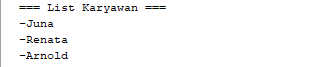 === List Karyawan ===
-Juna
-Renata
-Arnold